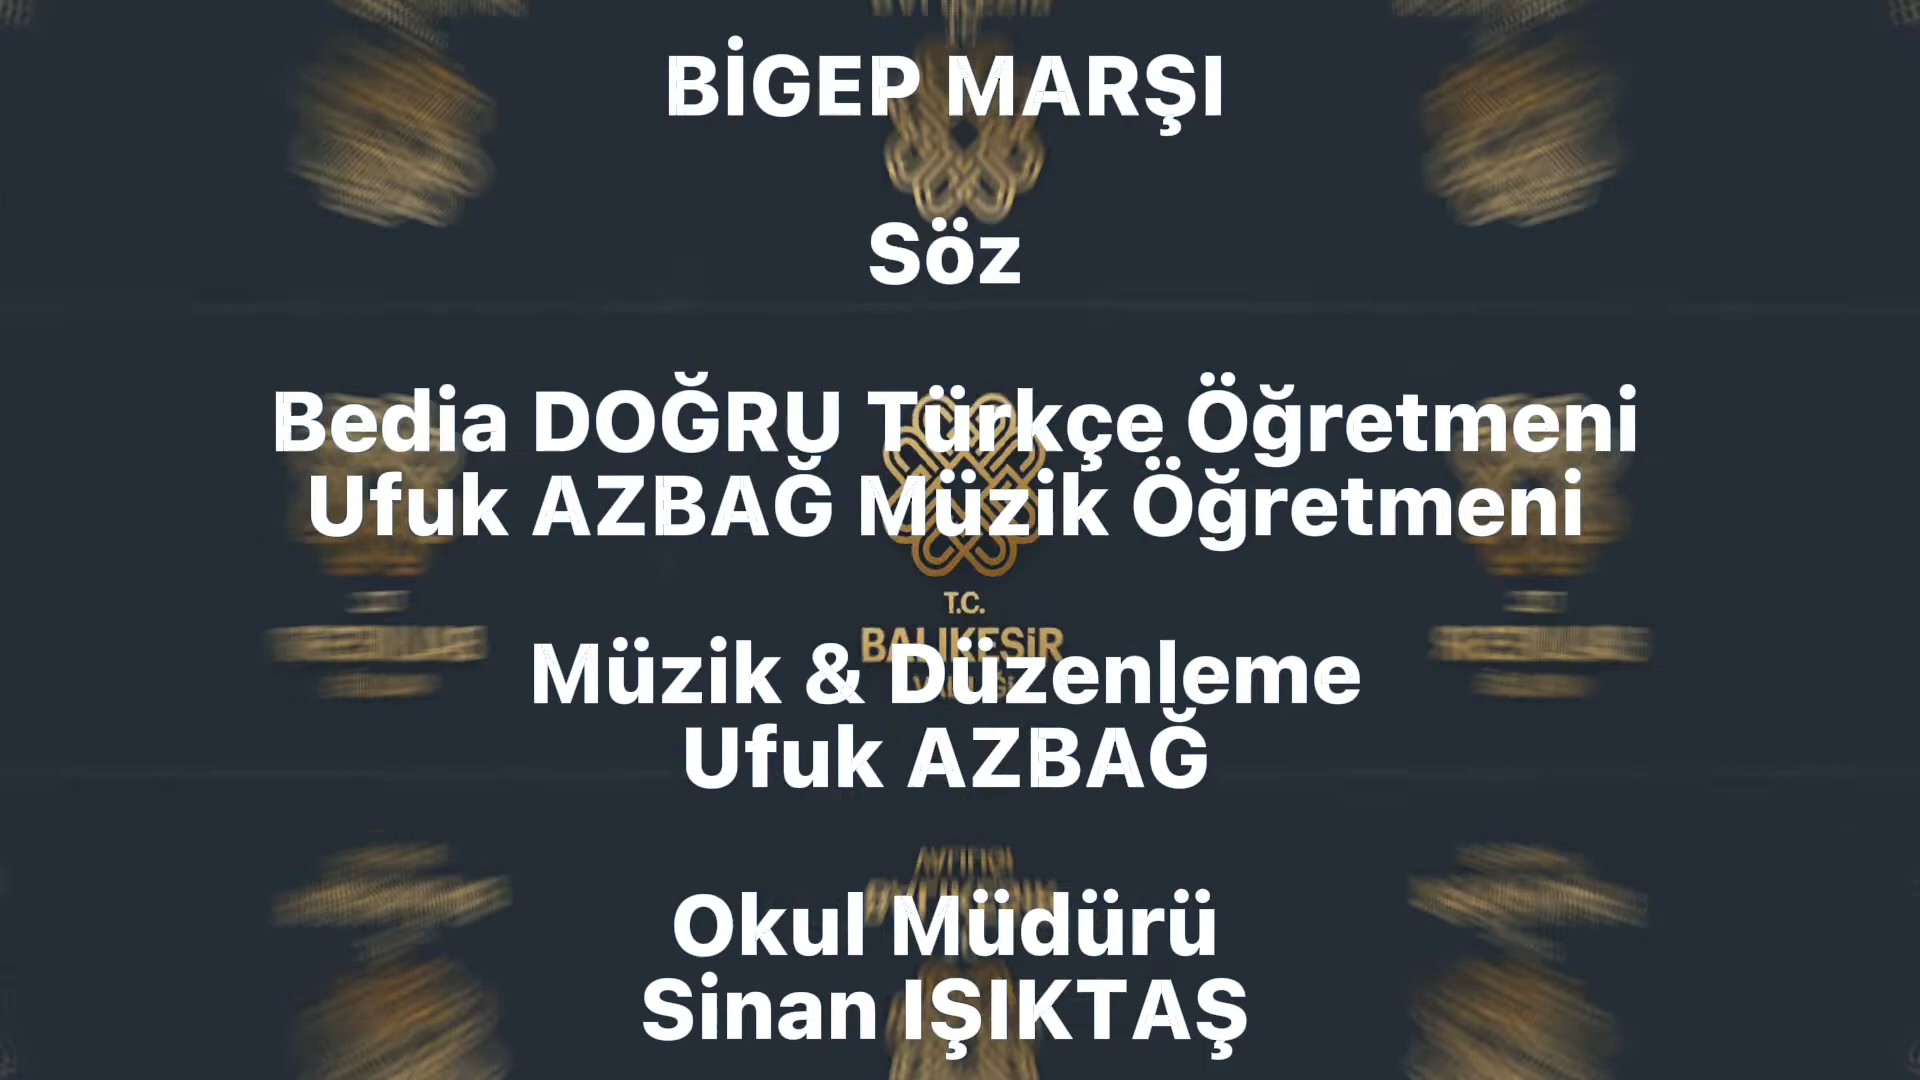 BİGEP MARŞI
Söz
Bedia DOĞRU Türkçe Öğretmeni
Ufuk AZBAĞ Müzik Öğretmeni
T.C.
BALIKESİR
Müzik & Düzenleme
Ufuk AZBAĞ
Okul Müdürü
Sinan IŞIKTAŞ